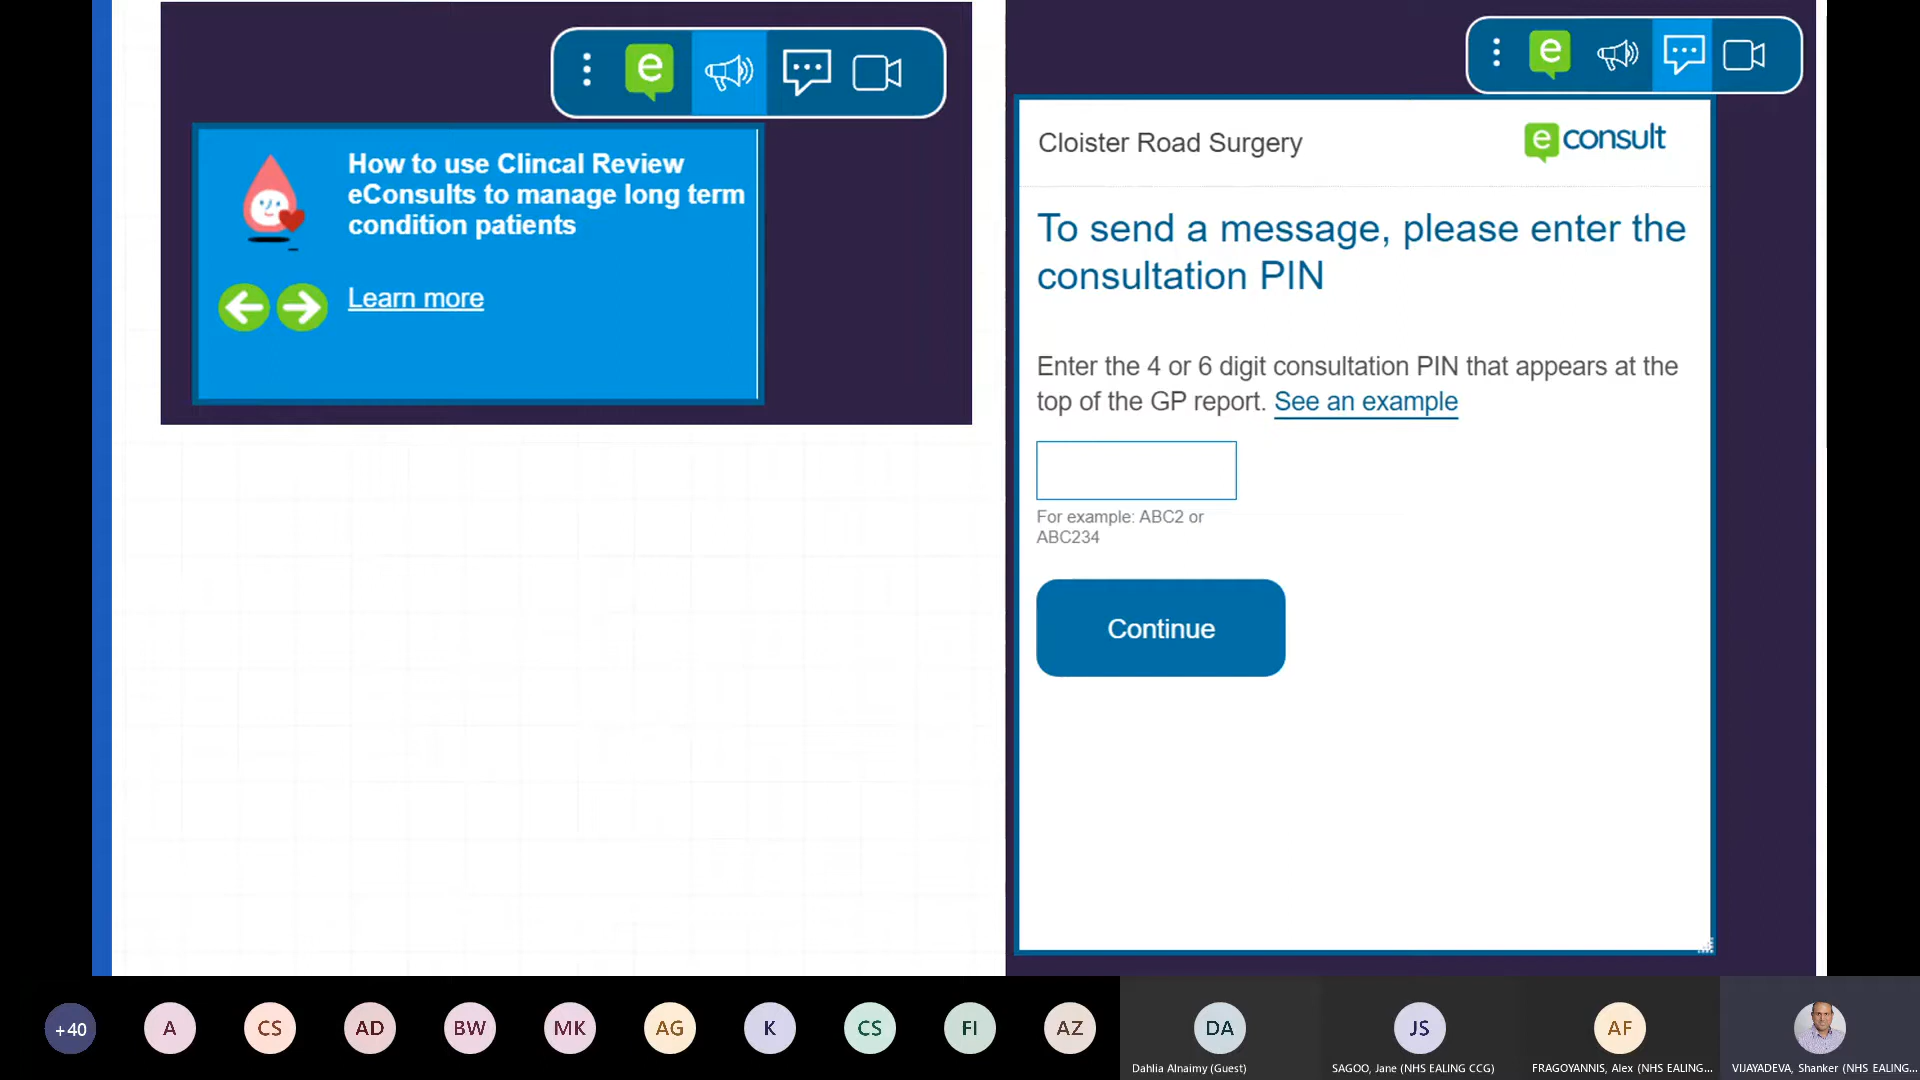 e
How to use Clincal Review
eConsults to manage long term
condition patients
Learn more
e
Cloister Road Surgery
e consult
To send a message, please enter the
consultation PIN
Enter the 4 or 6 digit consultation PIN that appears at the
top of the GP report. See an example
For example: ABC2 or
ABC234
Continue
+40
A
CS
AD
BW
MK
AG
K
CS
FI
AZ
DA
JS
AF
Dahlia Alnaimy (Guest)
SAGOO, Jane (NHS EALING CCG)
FRAGOYANNIS, Alex (NHS EALING...
VIJAYADEVA, Shanker (NHS EALING...